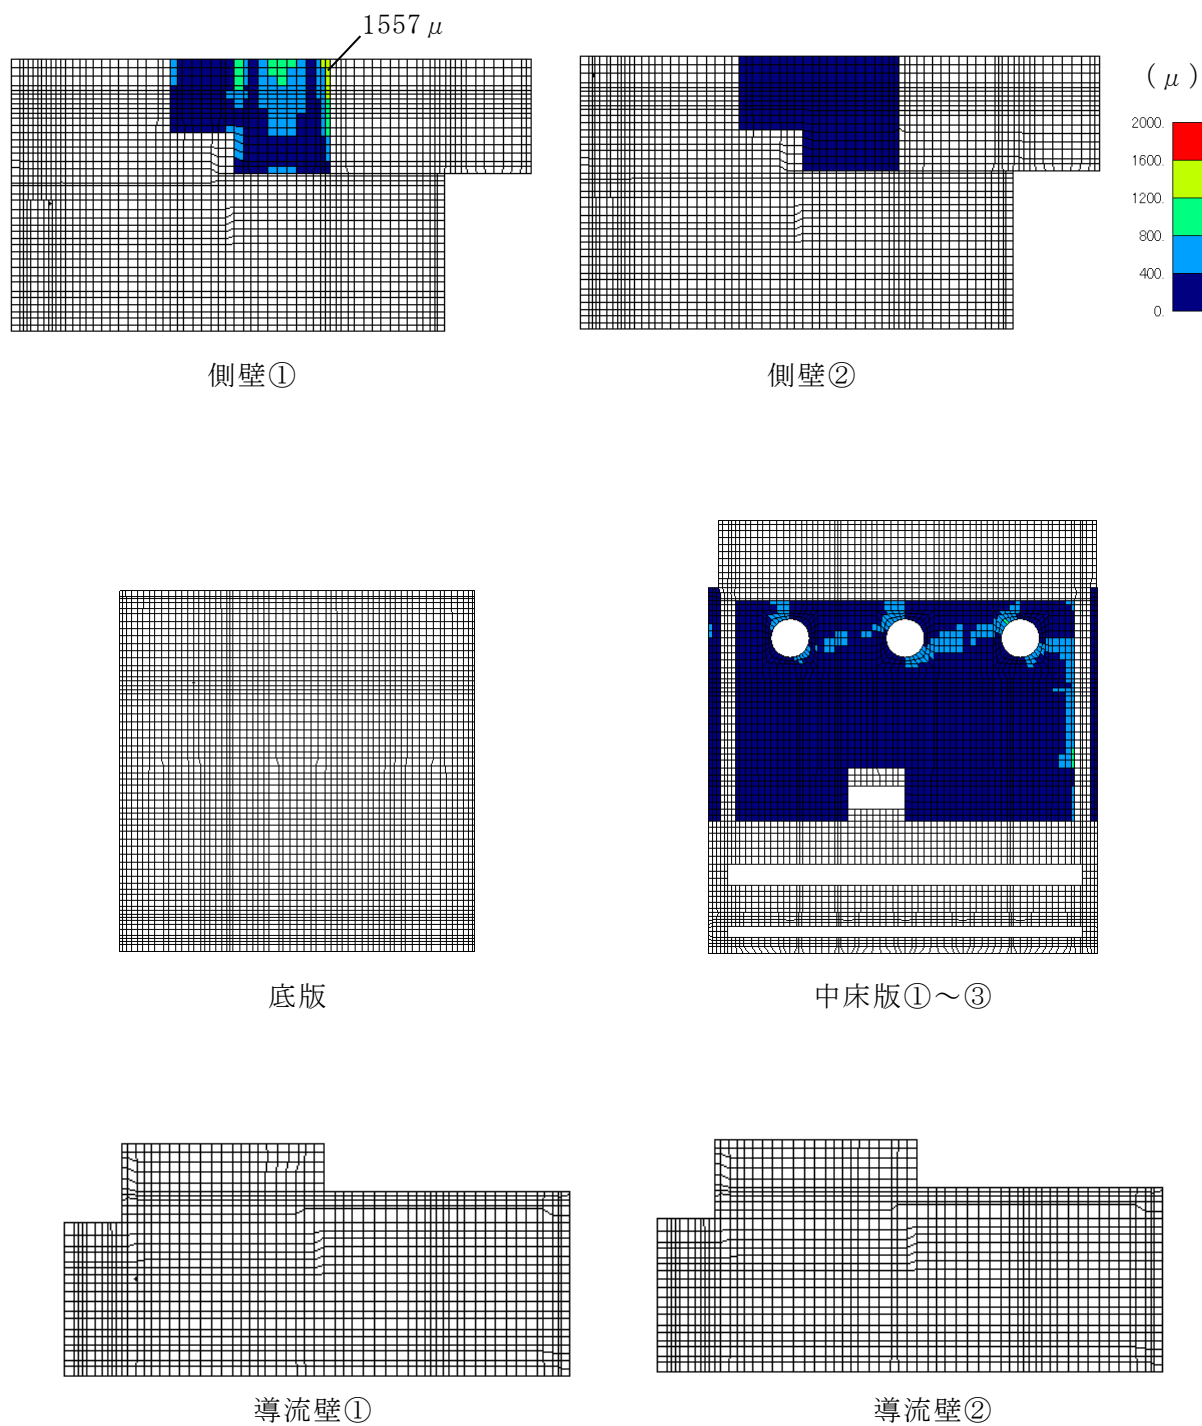 1557μ
(μ)
2000.
1600.
1200.
800.
400.
0.
側壁①
側壁②
底版
中床版①～③
導流壁①
導流壁②